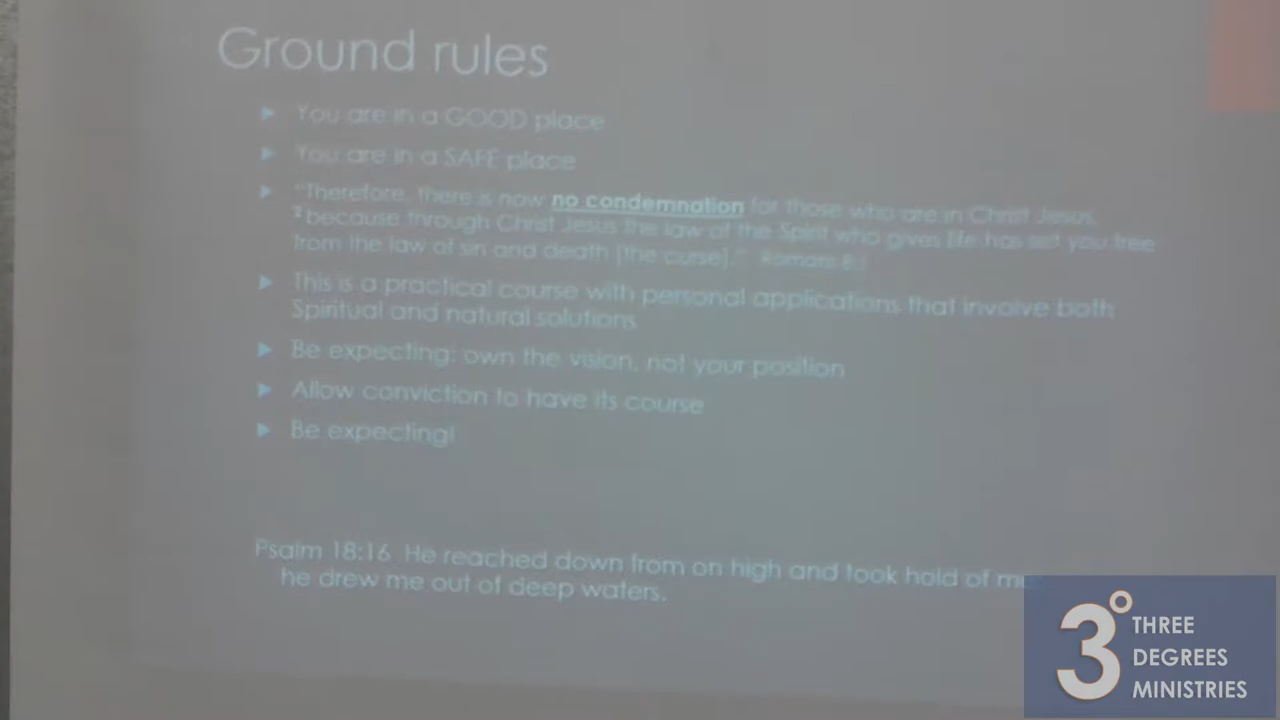 Ground rules
You are in a GOOD place
You are in a SAFE place
"Therefore, there is now no condemnation for those who are in Christ Jesus,
2 because through Christ Jesus the law of the Spirit who gives life has set you free
from the law of sin and death [the curse]." Romans 8:1
This is a practical course with personal applications that involve both
Spiritual and natural solutions
Be expecting: own the vision, not your position
Allow conviction to have its course
Be expecting!
Psalm 18:16 He reached down from on high and took hold of me
he drew me out of deep waters.
3° THREE
DEGREES
MINISTRIES